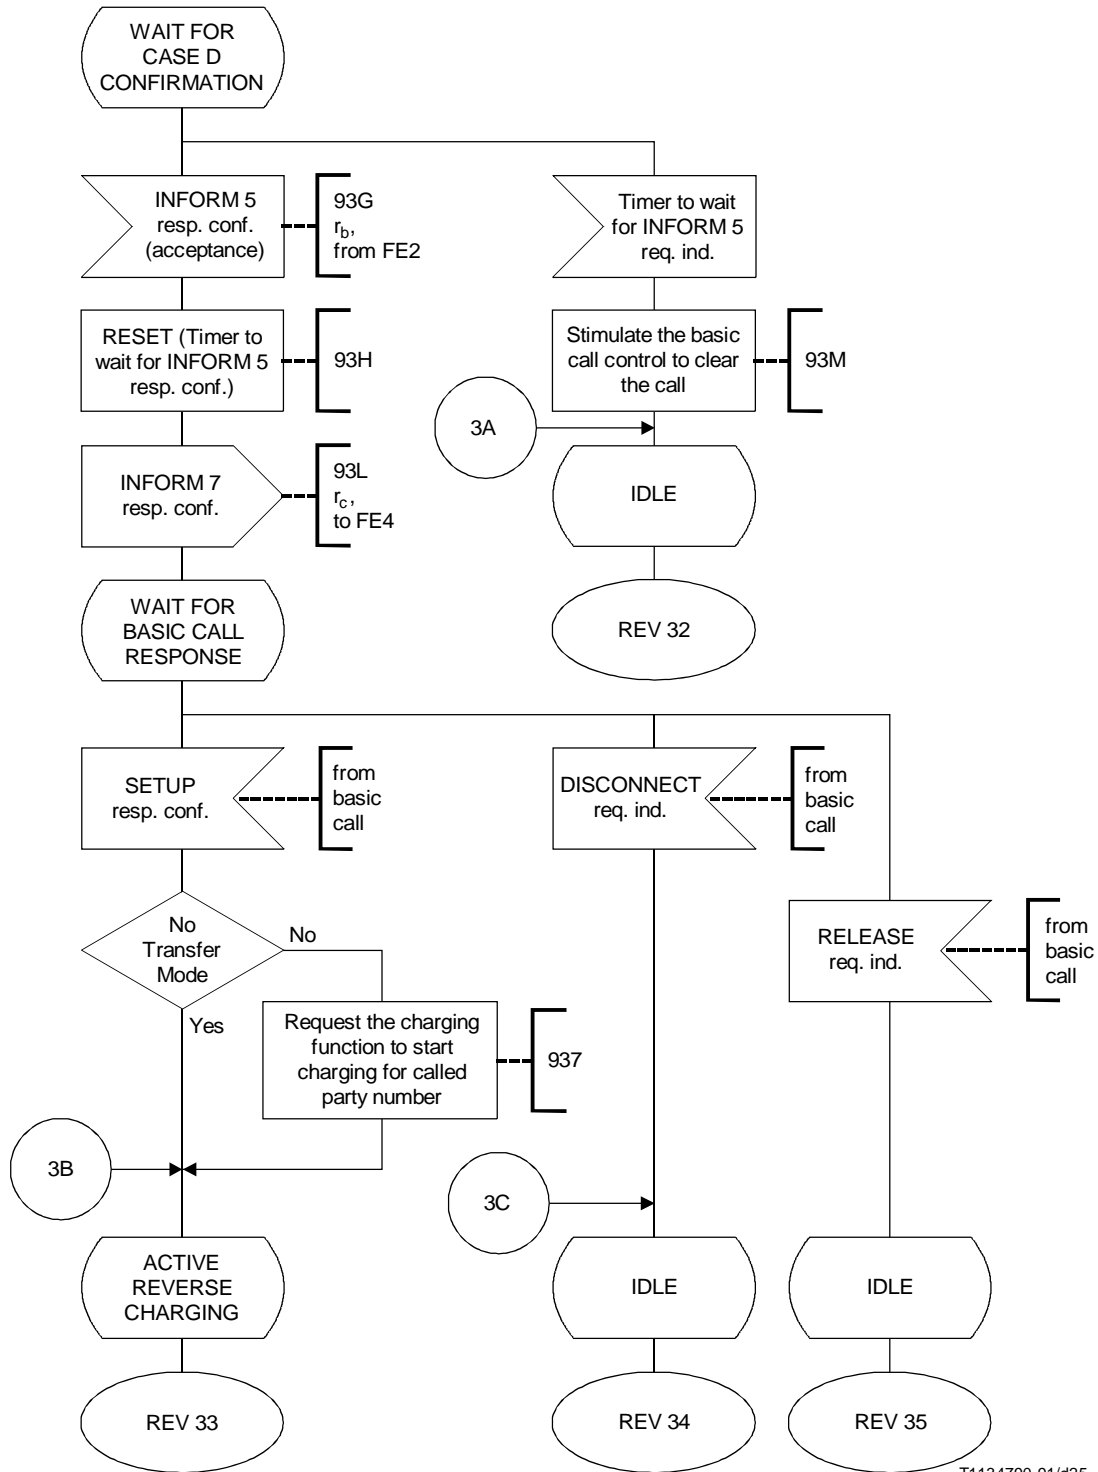 WAIT FOR
CASE D
CONFIRMATION
INFORM 5
resp. conf.
(acceptance)
93G
rb,
from FE2
Timer to wait
for INFORM 5
req. ind.
RESET (Timer to
wait for INFORM 5
resp. conf.)
93H
Stimulate the basic
call control to clear
the call
93M
3A
INFORM 7
resp. conf.
93L
rc,
to FE4
IDLE
WAIT FOR
BASIC CALL
RESPONSE
REV 32
SETUP
resp. conf.
from
basic
call
DISCONNECT
req. ind.
from
basic
call
RELEASE
req. ind.
from
basic
call
No
Transfer
Mode
No
Yes
Request the charging
function to start
charging for called
party number
937
3B
3C
ACTIVE
REVERSE
CHARGING
IDLE
IDLE
REV 33
REV 34
REV 35